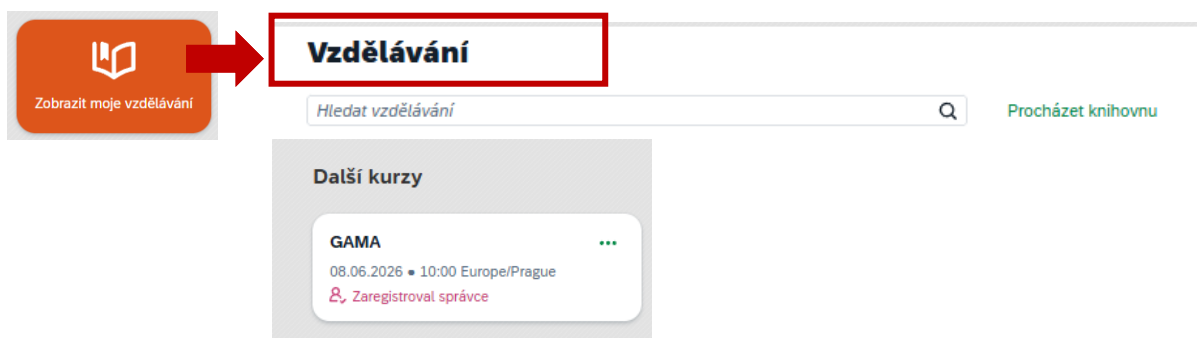 Zobrazit moje vzdělávání
Vzdělávání
Hledat vzdělávání
Procházet knihovnu
Další kurzy
GAMA
08.06.2026 • 10:00 Europe/Prague
Zaregistroval správce